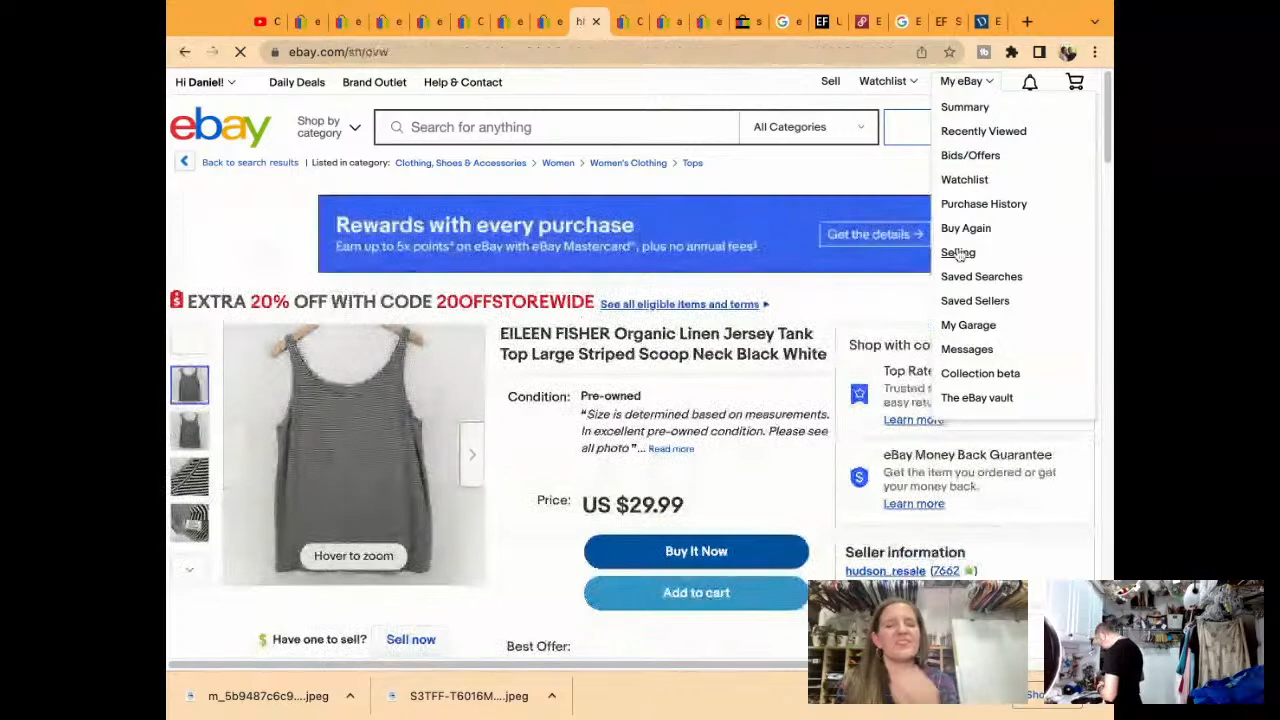 ebay.com/sh/ovw
Hi Daniel!
Daily Deals
Brand Outlet
Help & Contact
Sell
Watchlist
My eBay
ebay
Shop by
category
Search for anything
All Categories
Summary
Recently Viewed
Bids/Offers
Watchlist
Purchase History
Buy Again
Selling
Saved Searches
Saved Sellers
My Garage
Messages
Collection beta
The eBay vault
Back to search results | Listed in category: Clothing, Shoes & Accessories > Women > Women's Clothing > Tops
Rewards with every purchase
Earn up to 5x points¹ on eBay with eBay Mastercard®, plus no annual fees¹.
Get the details →
EXTRA 20% OFF WITH CODE 20OFFSTOREWIDE See all eligible items and terms ▸
EILEEN FISHER Organic Linen Jersey Tank
Top Large Striped Scoop Neck Black White
Condition: Pre-owned
“Size is determined based on measurements.
In excellent pre-owned condition. Please see
all photo ”... Read more
Price: US $29.99
Buy It Now
Add to cart
Best Offer:
Hover to zoom
Have one to sell? Sell now
Shop with co
Top Rate
Trusted
easy retu
Learn more
eBay Money Back Guarantee
Get the item you ordered or get
your money back.
Learn more
Seller information
hudson_resale (7662)
m_5b9487c6c9....jpeg
S3TFF-T6016M....jpeg